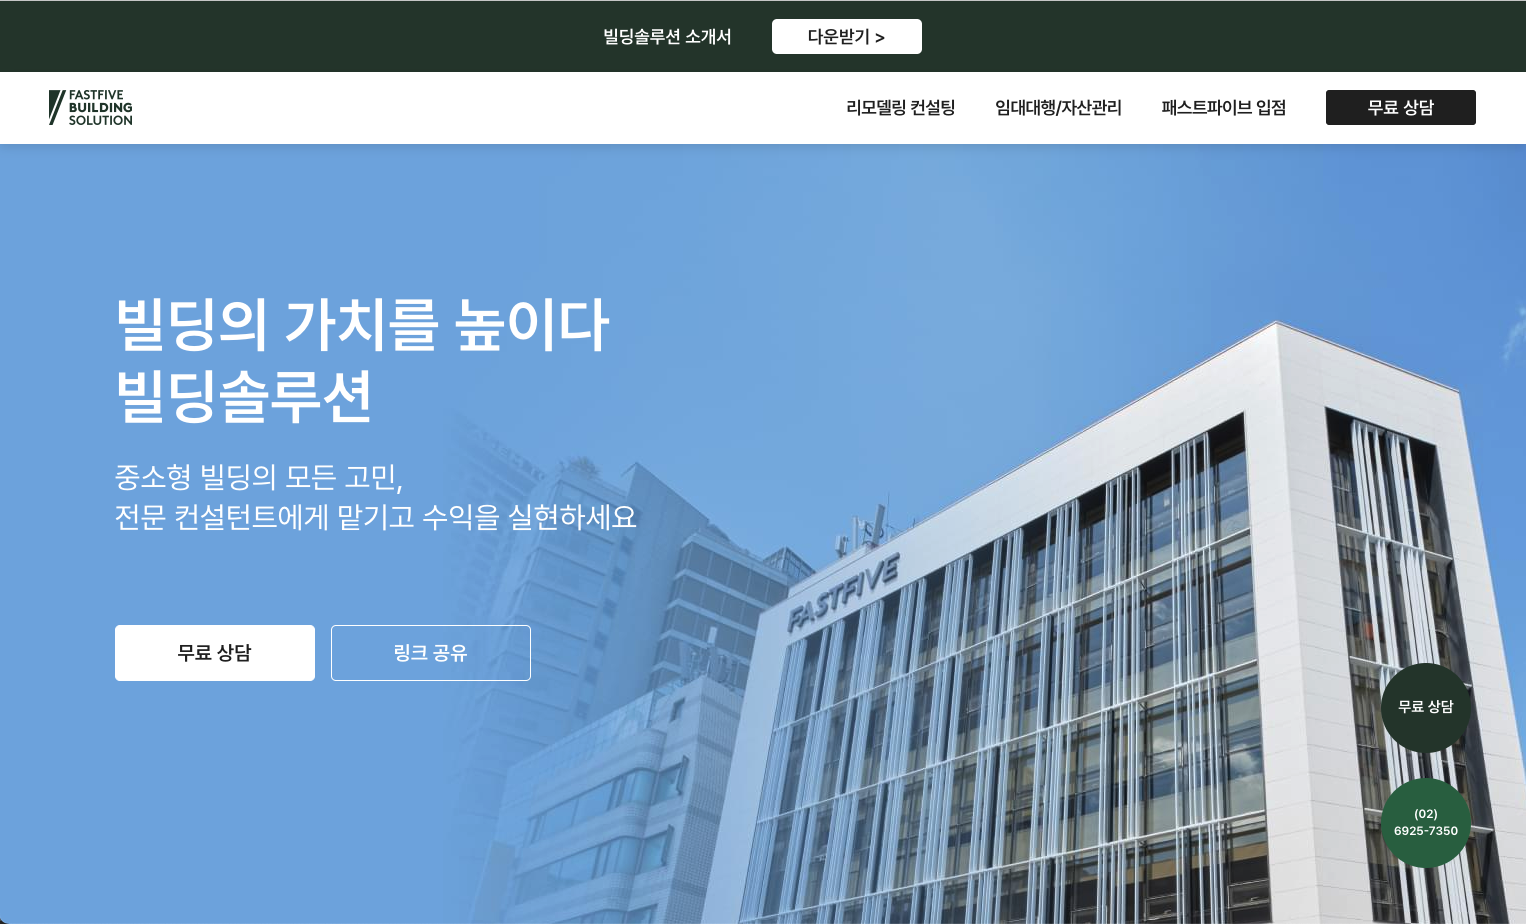 빌딩솔루션 소개서
다운받기 >
FASTFIVE
BUILDING
SOLUTION
리모델링 컨설팅
임대대행/자산관리
패스트파이브 입점
무료 상담
빌딩의 가치를 높이다
빌딩솔루션
중소형 빌딩의 모든 고민,
전문 컨설턴트에게 맡기고 수익을 실현하세요
FASTFIVE
무료 상담
링크 공유
무료 상담
(02)
6925-7350